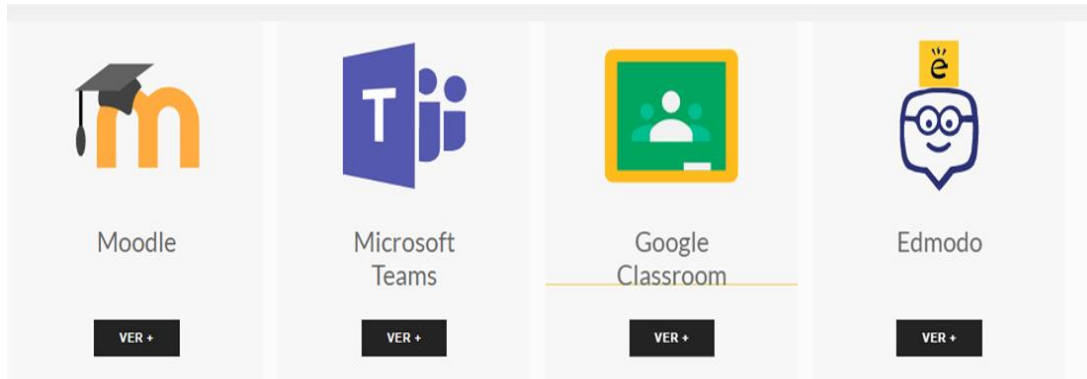 Moodle
Microsoft
Teams
Google
Classroom
Edmodo
VER +
VER +
VER +
VER +
m
T
ë